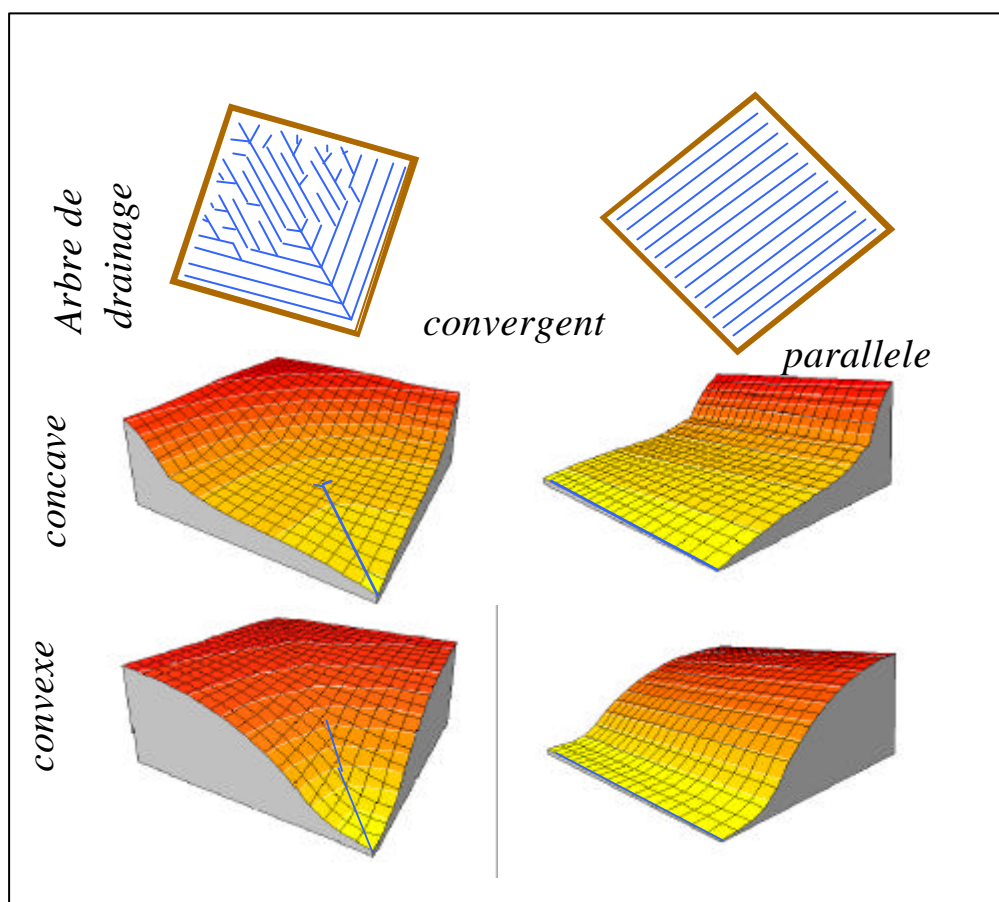 Arbre de
drainage
convergent
parallele
concave
convexe